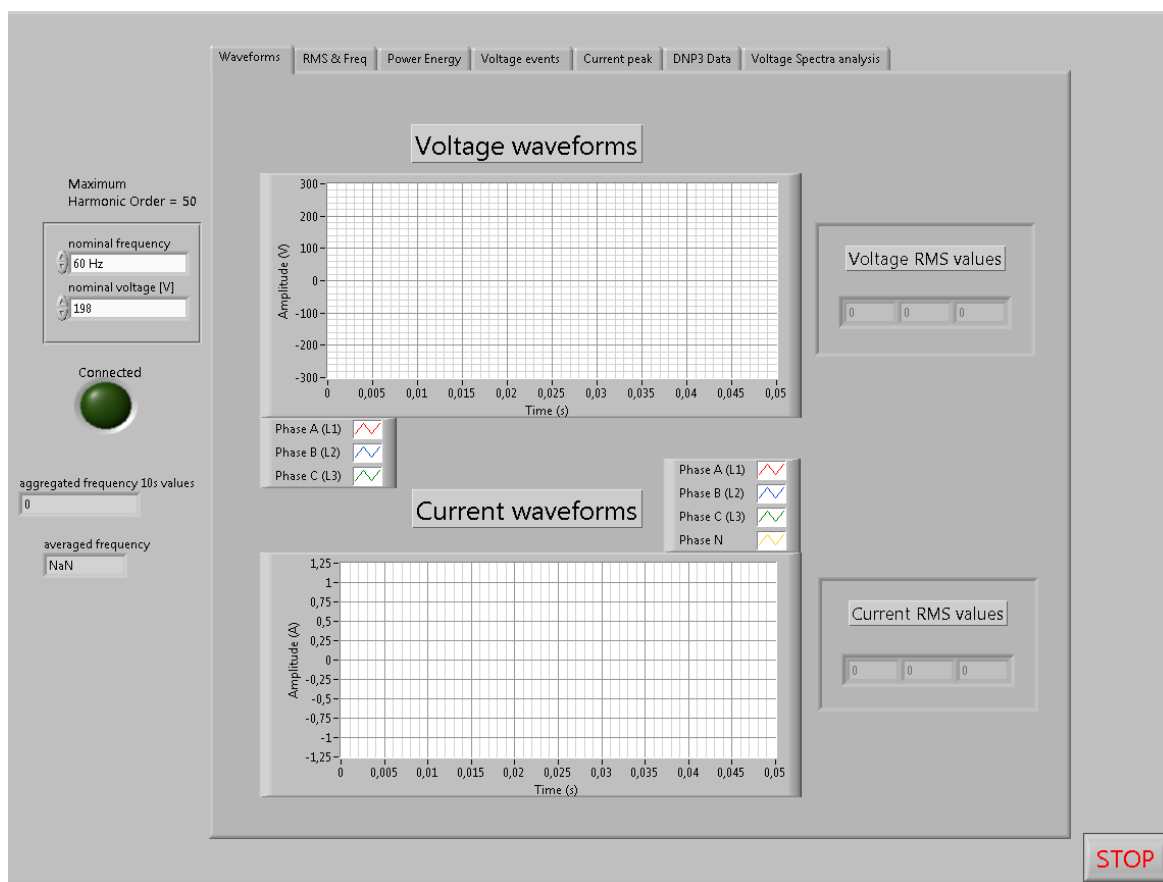 Waveforms RMS & Freq Power Energy Voltage events Current peak DNP3 Data Voltage Spectra analysis
Maximum
Harmonic Order = 50
nominal frequency
60 Hz
nominal voltage [V]
198
Connected
aggregated frequency 10s values
0
averaged frequency
NaN
Voltage waveforms
Amplitude (V)
300
200
100
0
-100
-200
-300
0 0,005 0,01 0,015 0,02 0,025 0,03 0,035 0,04 0,045 0,05
Time (s)
Phase A (L1)
Phase B (L2)
Phase C (L3)
Voltage RMS values
0 0 0
Current waveforms
Phase A (L1)
Phase B (L2)
Phase C (L3)
Phase N
Amplitude (A)
1,25
1
0,75
0,5
0,25
0
-0,25
-0,5
-0,75
-1
-1,25
0 0,005 0,01 0,015 0,02 0,025 0,03 0,035 0,04 0,045 0,05
Time (s)
Current RMS values
0 0 0
STOP